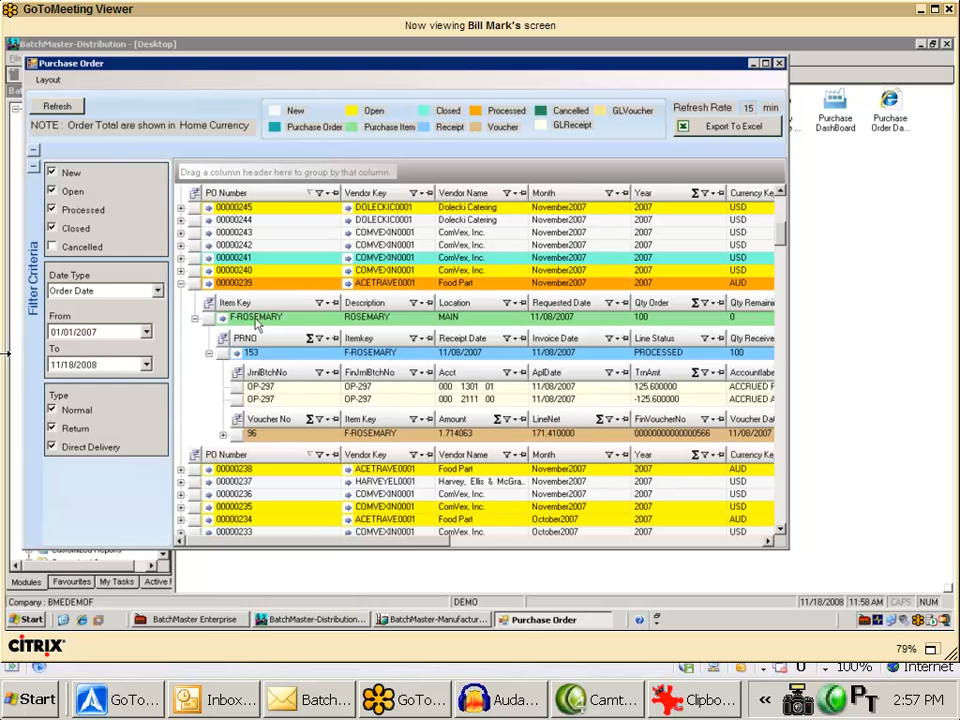 GoToMeeting Viewer
Now viewing Bill Mark's screen
BatchMaster-Distribution - [Desktop]
Purchase Order
Layout
Refresh
New Open Closed Processed Cancelled GLVoucher
Purchase Order Purchase Item Receipt Voucher GLReceipt
Refresh Rate 15 min
Export To Excel
NOTE : Order Total are shown in Home Currency
Purchase DashBoard
Purchase Order Da...
Drag a column header here to group by that column.
Filter Criteria
New
Open
Processed
Closed
Cancelled
Date Type
Order Date
From
01/01/2007
To
11/18/2008
Type
Normal
Return
Direct Delivery
PO Number Vendor Key Vendor Name Month Year Currency Ke
00000245 DOLECKIC0001 Dolecki Catering November2007 2007 USD
00000244 DOLECKIC0001 Dolecki Catering November2007 2007 USD
00000243 COMVEXIN0001 ComVex, Inc. November2007 2007 USD
00000242 COMVEXIN0001 ComVex, Inc. November2007 2007 USD
00000241 COMVEXIN0001 ComVex, Inc. November2007 2007 USD
00000240 COMVEXIN0001 ComVex, Inc. November2007 2007 USD
00000239 ACETRAVE0001 Food Part November2007 2007 AUD
Item Key Description Location Requested Date Qty Order Qty Remainin
F-ROSEMARY ROSEMARY MAIN 11/08/2007 100 0
PRNO Itemkey Receipt Date Invoice Date Line Status Qty Receive
153 F-ROSEMARY 11/08/2007 11/08/2007 PROCESSED 100
JrnlBtchNo FinJrnlBtchNo Acct AplDate TrnAmt Accountlabe
OP-297 OP-297 000 1301 01 11/08/2007 125.600000 ACCRUED F
OP-297 OP-297 000 2111 00 11/08/2007 -125.600000 ACCRUED F
Voucher No Item Key Amount LineNet FinVoucherNo Voucher Da
96 F-ROSEMARY 1.714063 171.410000 0000000000000566 11/08/2007
PO Number Vendor Key Vendor Name Month Year Currency Ke
00000238 ACETRAVE0001 Food Part November2007 2007 AUD
00000237 HARVEYEL0001 Harvey, Ellis & McGra... November2007 2007 USD
00000236 COMVEXIN0001 ComVex, Inc. November2007 2007 USD
00000235 COMVEXIN0001 ComVex, Inc. November2007 2007 USD
00000234 ACETRAVE0001 Food Part October2007 2007 AUD
00000233 COMVEXIN0001 ComVex, Inc. October2007 2007 USD
Customized Reports
Modules Favourites My Tasks Active
Company : BMEDEMOF DEMO 11/18/2008 11:58 AM CAPS NUM
Start BatchMaster Enterprise BatchMaster-Distribution... BatchMaster-Manufactur... Purchase Order
CITRIX
79%
100% Internet
Start GoTo... Inbox... Batch... GoTo... Auda... Camt... Clipbo... PT 2:57 PM